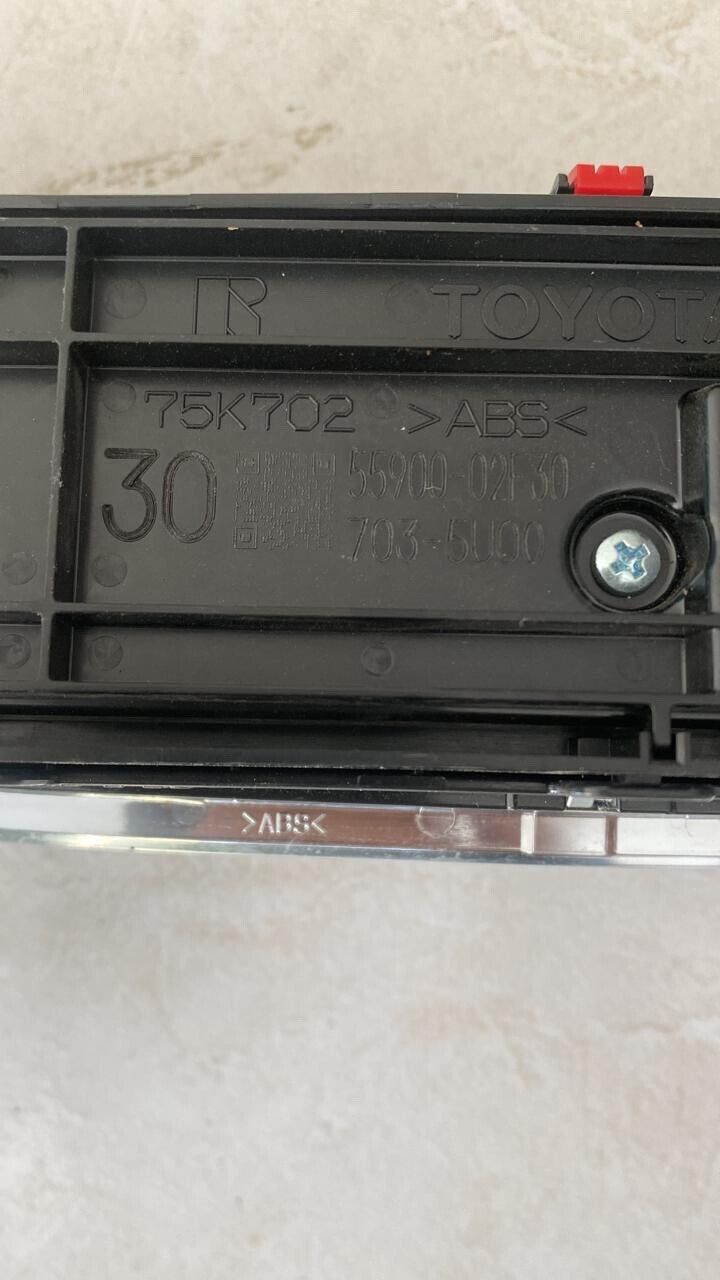 R TOYOTA
75K702 >ABS<
30
55900-02F30
703-5U00
>ABS<